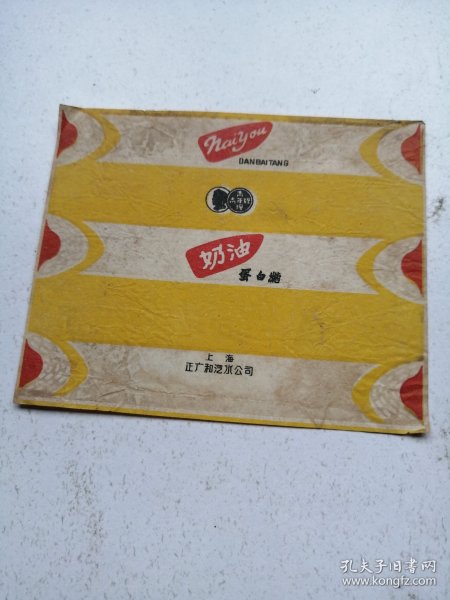 naiyou
DANBAITANG
奶油
蛋白糖
上海
正广和汽水公司
孔夫子旧书网
www.kongfz.com